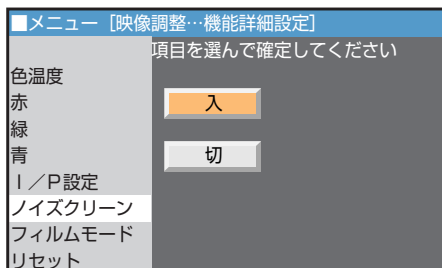 ■メニュー［映像調整…機能詳細設定］
項目を選んで確定してください
色温度
赤
入
緑
青
切
Ｉ／Ｐ設定
ノイズクリーン
フィルムモード
リセット